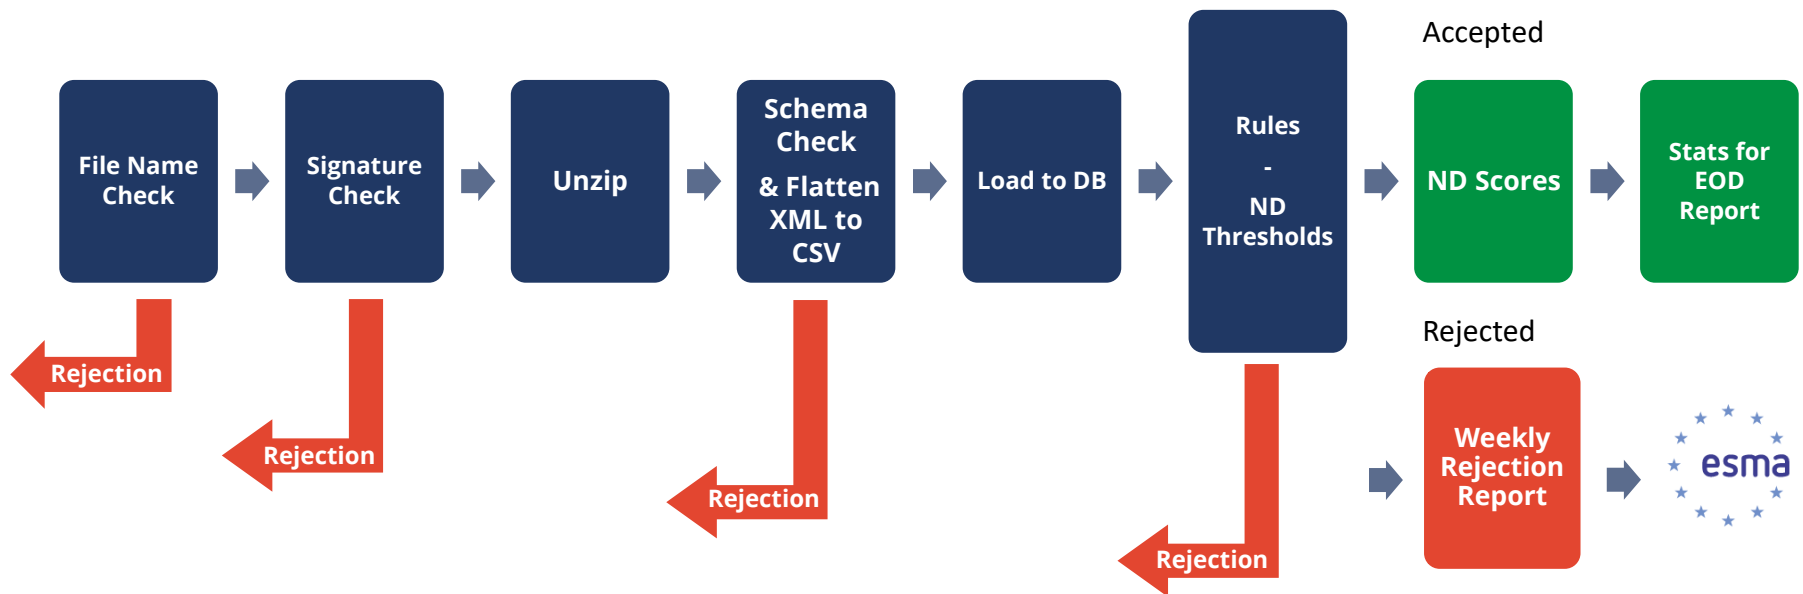 File Name
Check
Signature
Check
Unzip
Schema
Check
& Flatten
XML to
CSV
Load to DB
Rules
-
ND
Thresholds
Accepted
ND Scores
Stats for
EOD
Report
Rejection
Rejection
Rejection
Rejection
Rejected
Weekly
Rejection
Report
esma